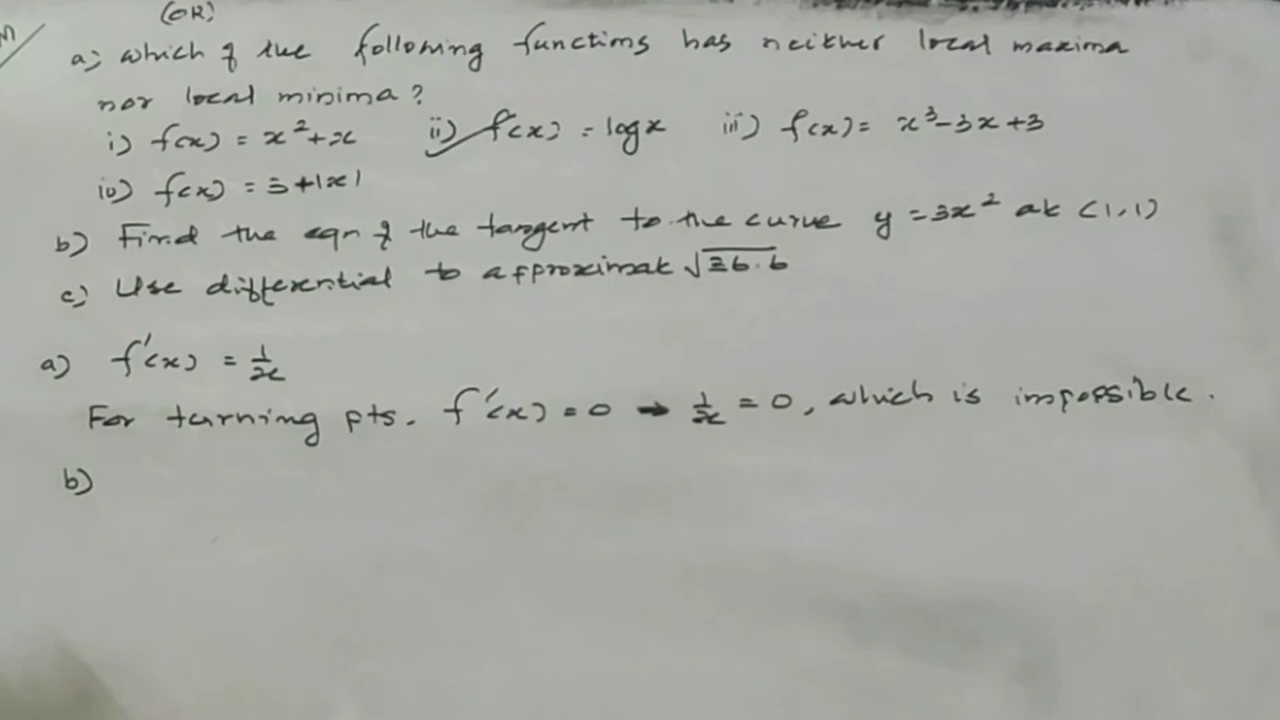 (OR)
a) which of the following functions has neither local maxima
nor local minima?
i) f(x) = x²+x ii) f(x) = log x iii) f(x) = x³-3x+3
iv) f(x) = 3+|x|
b) Find the eqn of the tangent to the curve y = 3x² at (1,1)
c) Use differential to approximat √36.6
a) f'(x) = 1/x
For turning pts. f'(x) = 0 → 1/x = 0, which is impossible.
b)